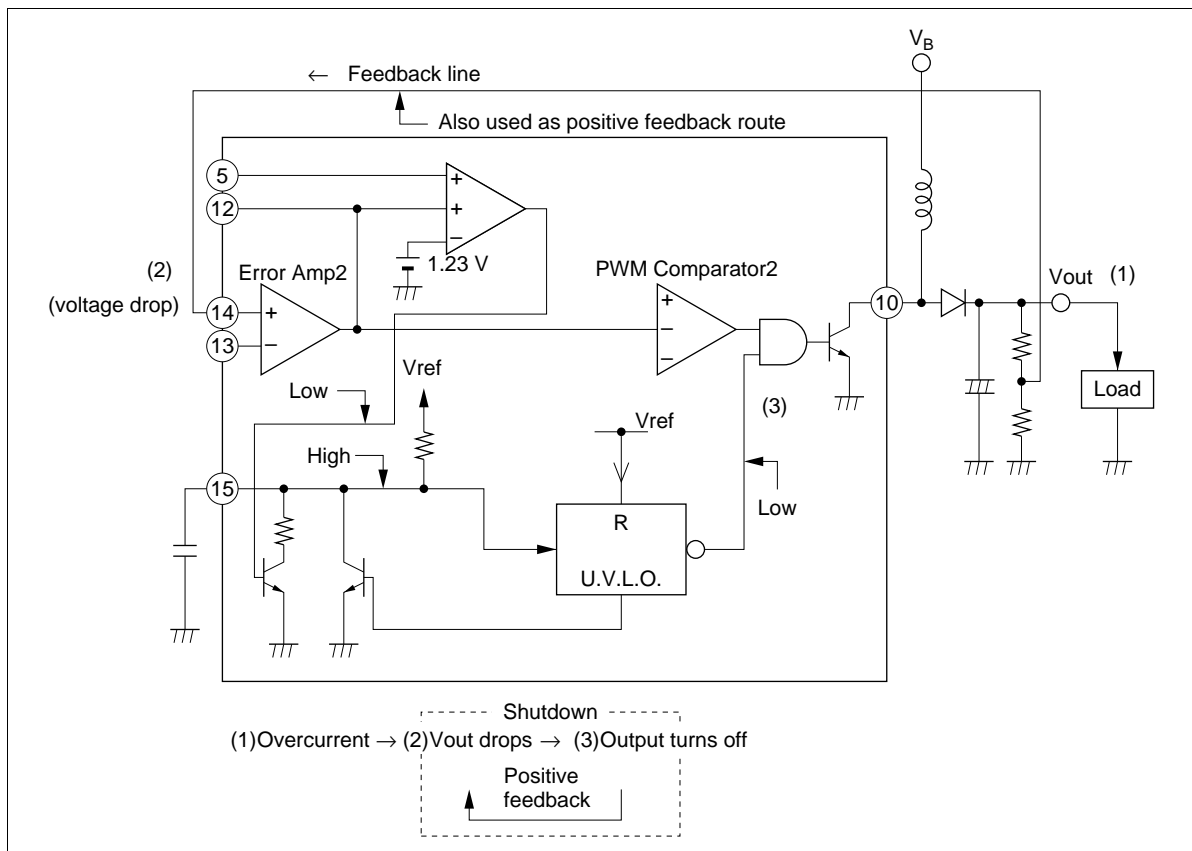 V_B
← Feedback line
Also used as positive feedback route
5
+
12
+
−
1.23 V
Error Amp2
PWM Comparator2
(2)
(voltage drop)
14
+
13
−
+
−
−
10
Vout (1)
Load
Vref
Low
(3)
Vref
High
15
Low
R
U.V.L.O.
Shutdown
(1)Overcurrent → (2)Vout drops → (3)Output turns off
Positive
feedback